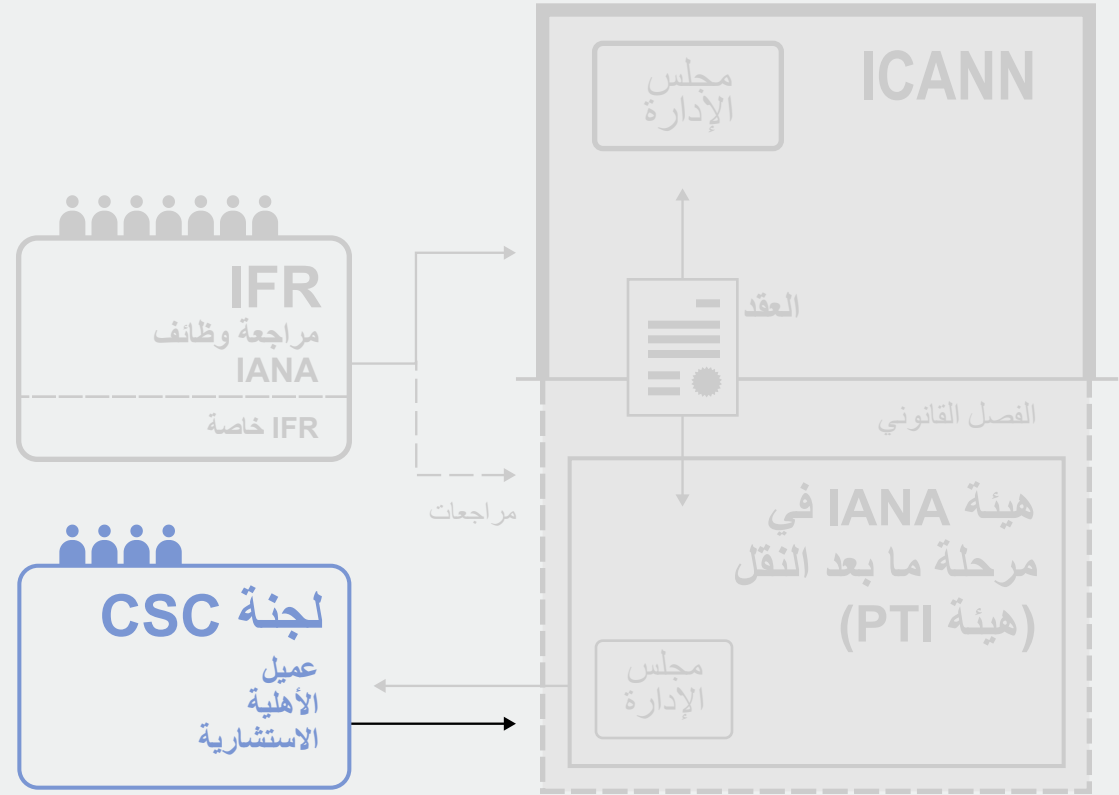 ICANN
مجلس
الإدارة
العقد
IFR
مراجعة وظائف
IANA
IFR خاصة
مراجعات
الفصل القانوني
هيئة IANA في
مرحلة ما بعد النقل
(هيئة PTI)
مجلس
الإدارة
لجنة CSC
عميل
الأهلية
الاستشارية